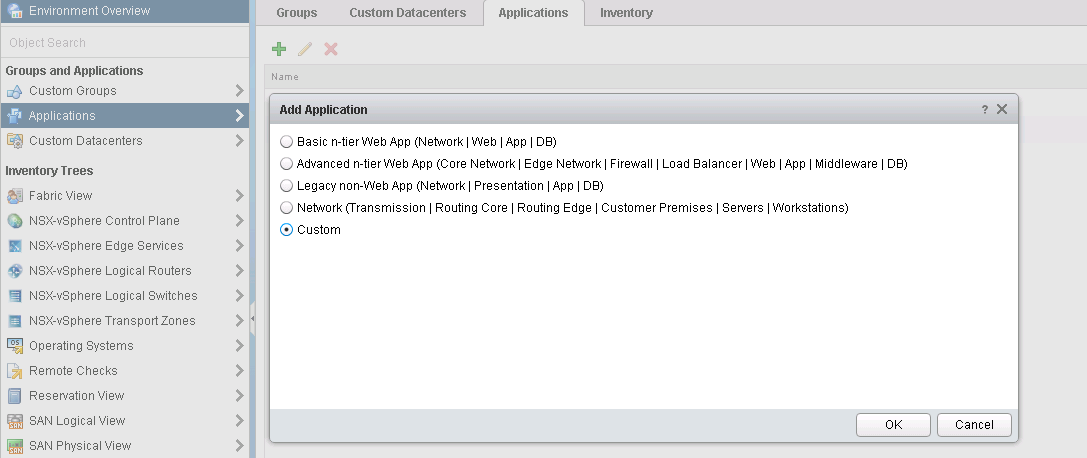 Environment Overview
Object Search
Groups and Applications
Custom Groups
Applications
Custom Datacenters
Inventory Trees
Fabric View
NSX-vSphere Control Plane
NSX-vSphere Edge Services
NSX-vSphere Logical Routers
NSX-vSphere Logical Switches
NSX-vSphere Transport Zones
Operating Systems
Remote Checks
Reservation View
SAN Logical View
SAN Physical View
Groups Custom Datacenters Applications Inventory
Name
Add Application ?
Basic n-tier Web App (Network | Web | App | DB)
Advanced n-tier Web App (Core Network | Edge Network | Firewall | Load Balancer | Web | App | Middleware | DB)
Legacy non-Web App (Network | Presentation | App | DB)
Network (Transmission | Routing Core | Routing Edge | Customer Premises | Servers | Workstations)
Custom
OK Cancel